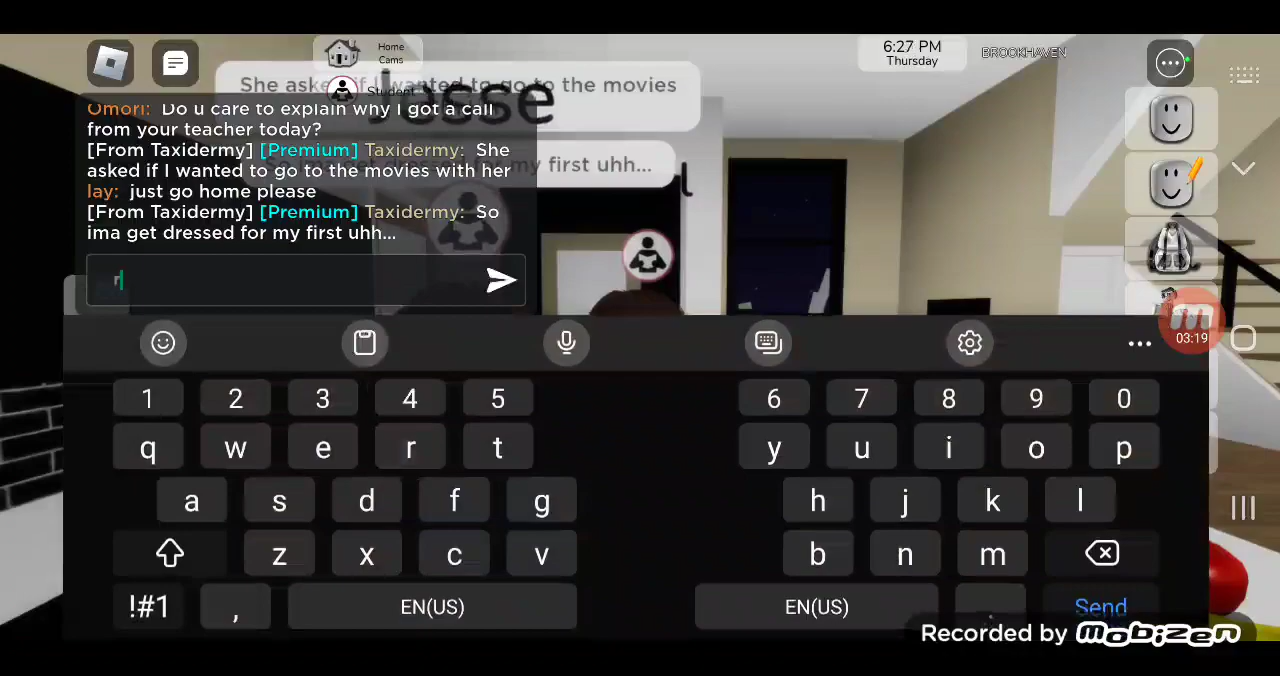 Home
Cams
6:27 PM
Thursday
BROOKHAVEN
She asked if I wanted to go to the movies
Student
Jesse
So ima get dressed for my first uhh...
Omori: Do u care to explain why I got a call
from your teacher today?
[From Taxidermy] [Premium] Taxidermy: She
asked if I wanted to go to the movies with her
lay: just go home please
[From Taxidermy] [Premium] Taxidermy: So
ima get dressed for my first uhh...
r
03:19
1 2 3 4 5 6 7 8 9 0
q w e r t y u i o p
a s d f g h j k l
z x c v b n m
!#1 , EN(US) EN(US) . Send
Recorded by MOBIZEN